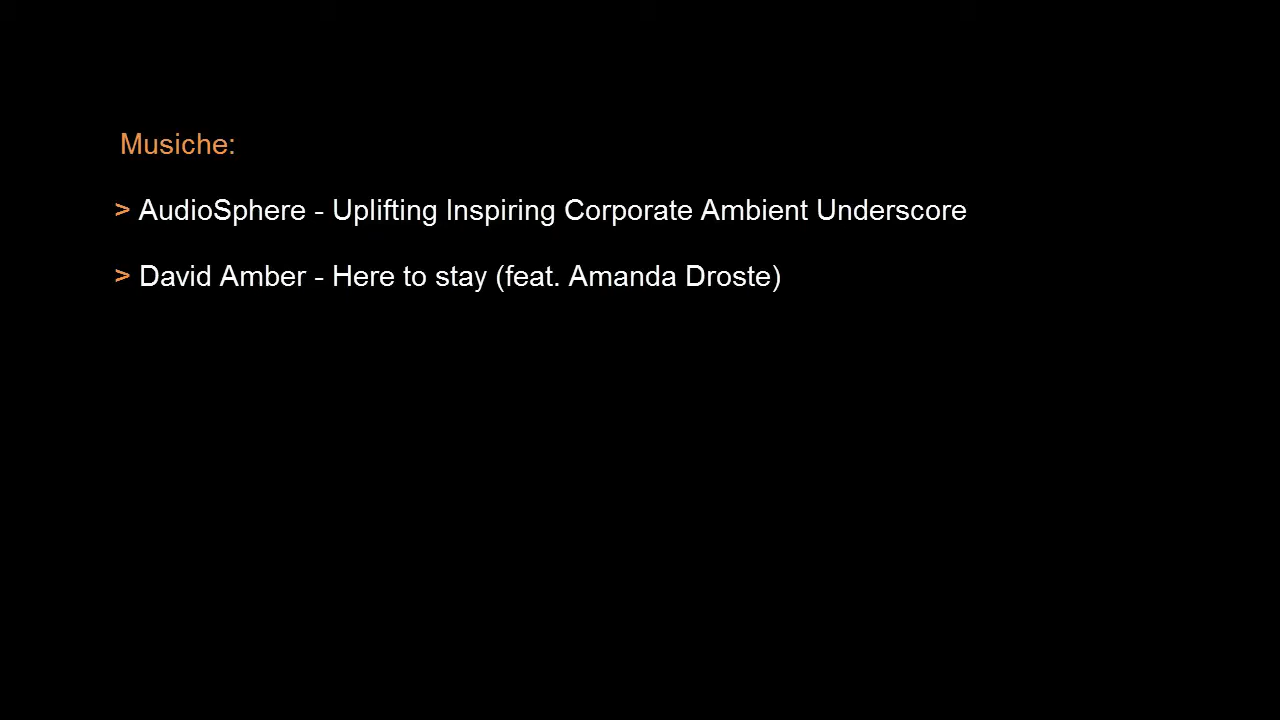 Musiche:
> AudioSphere - Uplifting Inspiring Corporate Ambient Underscore
> David Amber - Here to stay (feat. Amanda Droste)